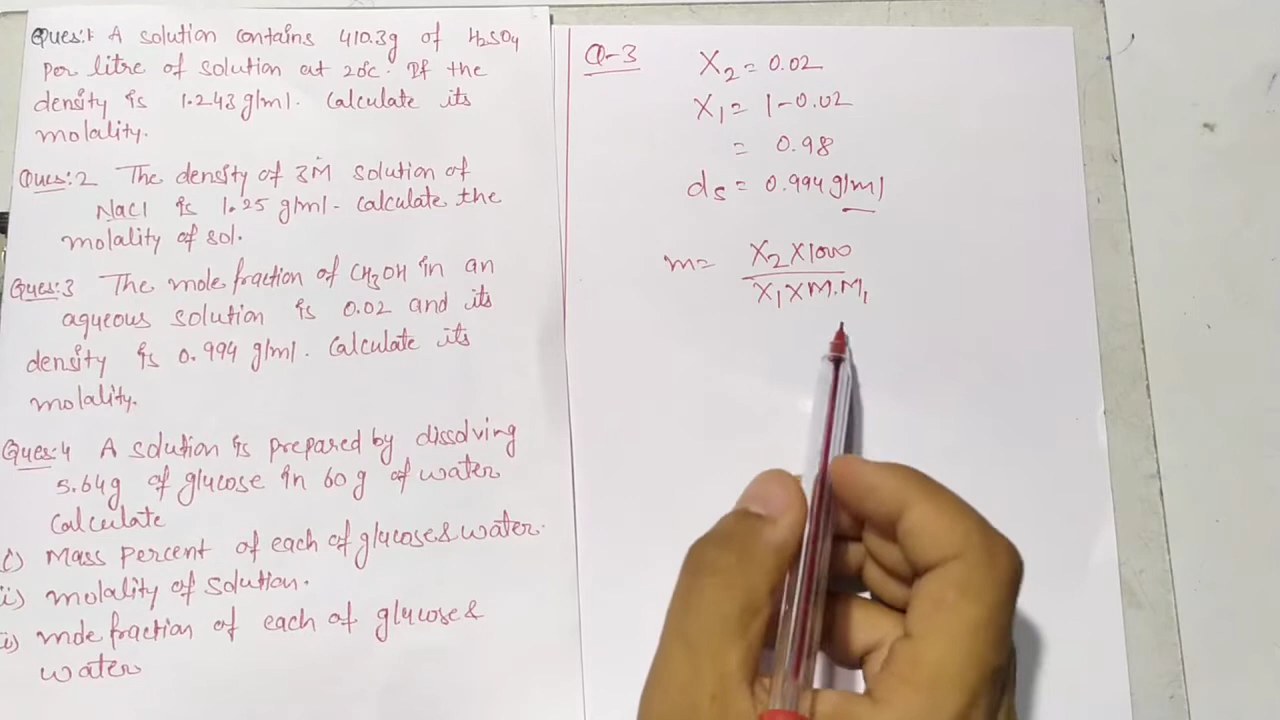 Ques:1 A solution contains 410.3g of H₂SO₄
per litre of solution at 20°c. If the
density is 1.243 g/ml. Calculate its
molality.
Ques:2 The density of 3M solution of
NaCl is 1.25 g/ml. calculate the
molality of sol.
Ques:3 The mole fraction of CH₃OH in an
aqueous solution is 0.02 and its
density is 0.994 g/ml. Calculate its
molality.
Ques:4 A solution is prepared by dissolving
5.64g of glucose in 60g of water
Calculate
i) Mass percent of each of glucose & water.
ii) molality of solution.
ii) mole fraction of each of glucose &
water
Q-3
X₂ = 0.02
X₁ = 1-0.02
= 0.98
dₛ = 0.994 g/ml
m = X₂ X 1000
X₁ X M.M₁